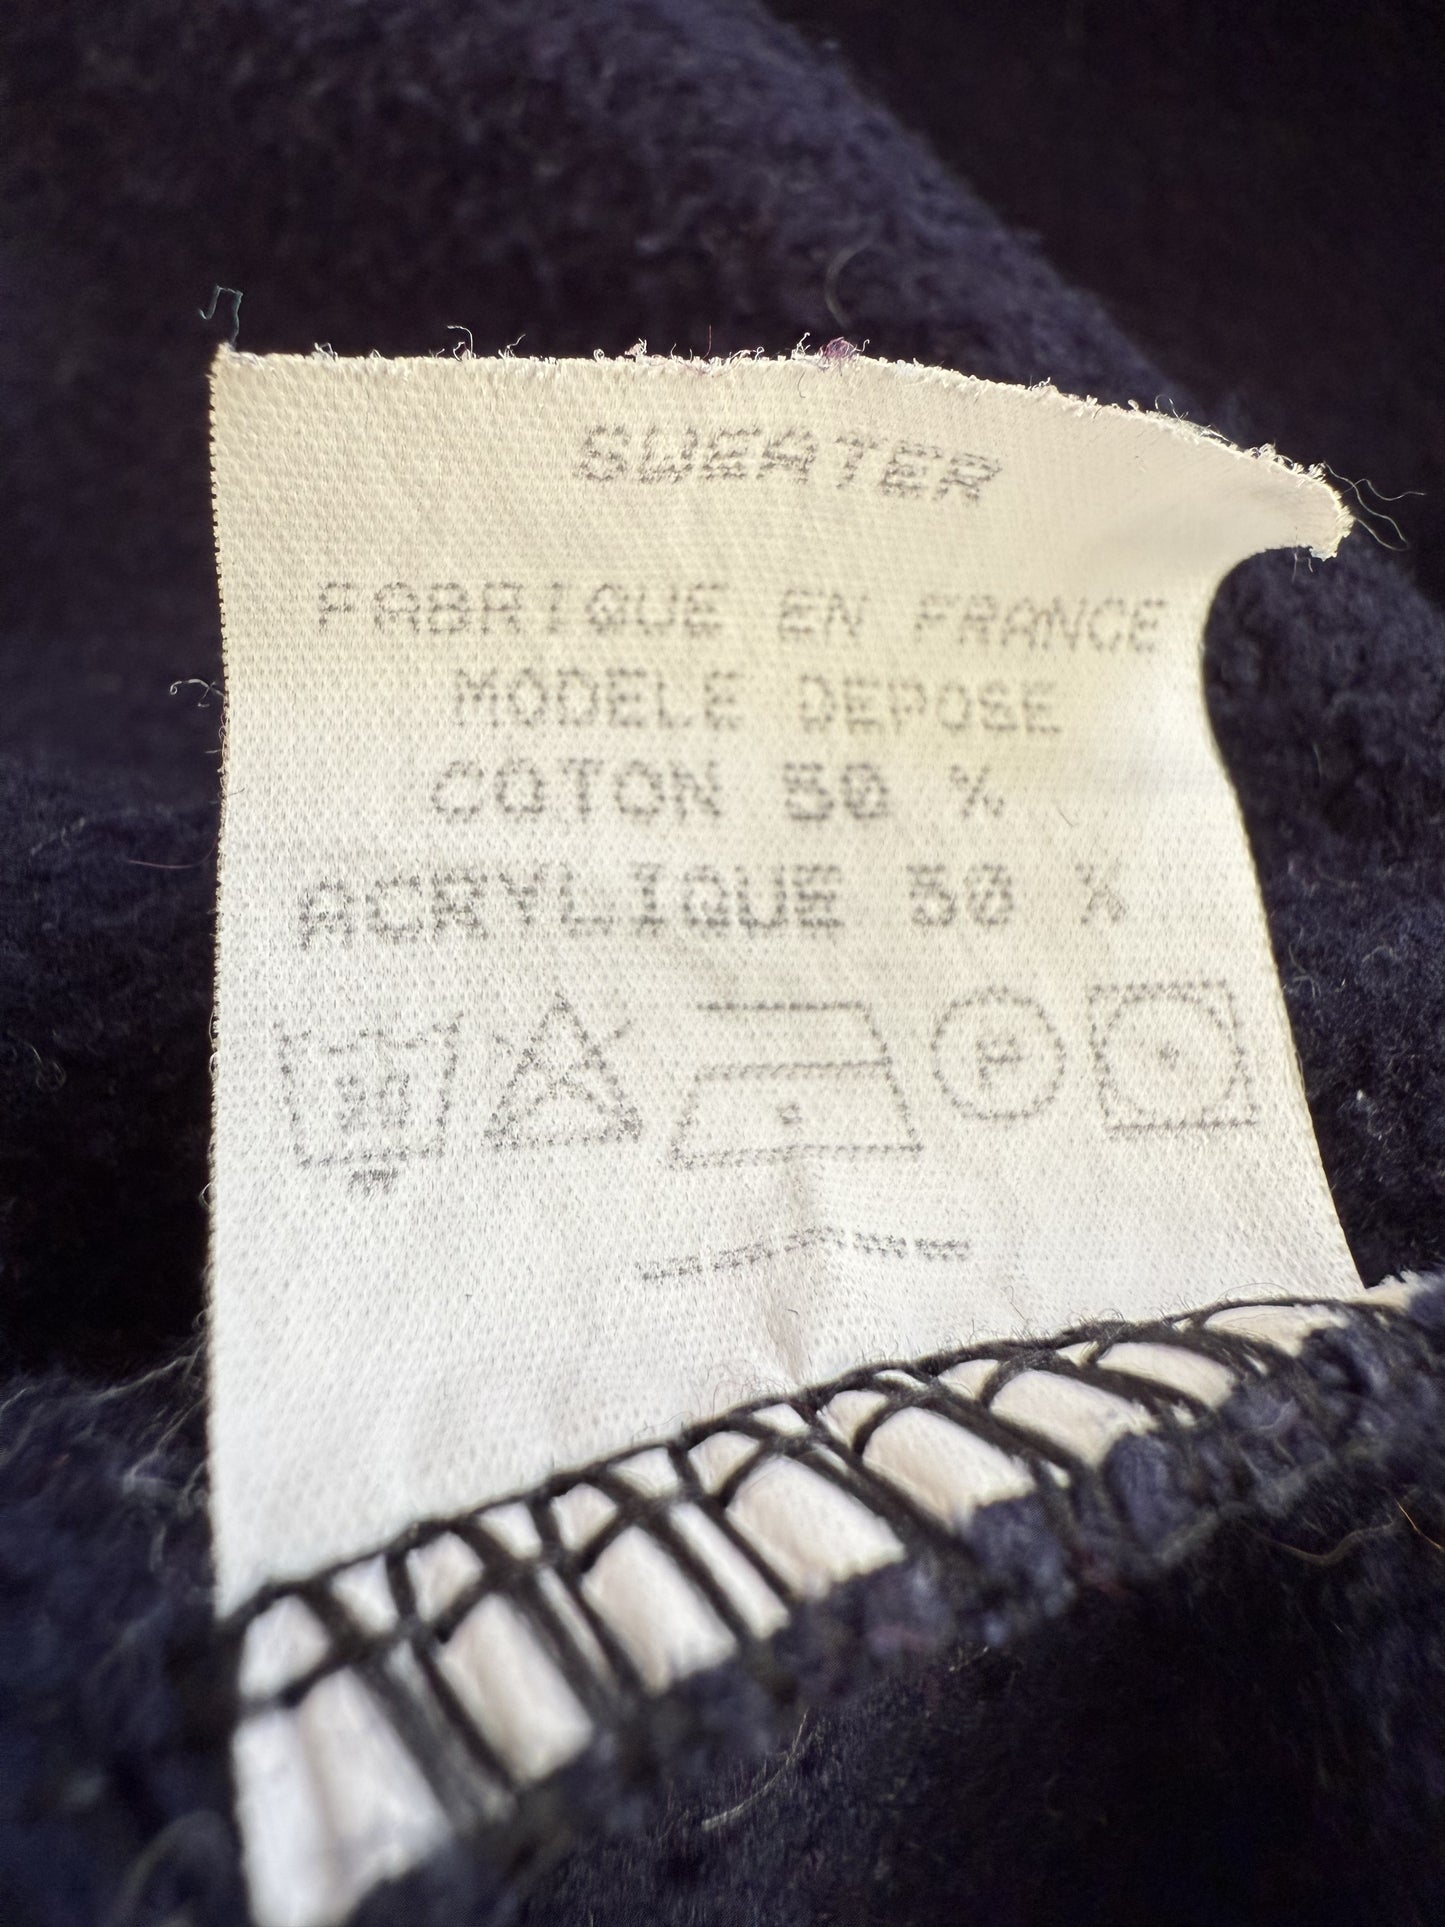 SWEATER
FABRIQUE EN FRANCE
MODELE DEPOSE
COTON 50 %
ACRYLIQUE 50 %
P